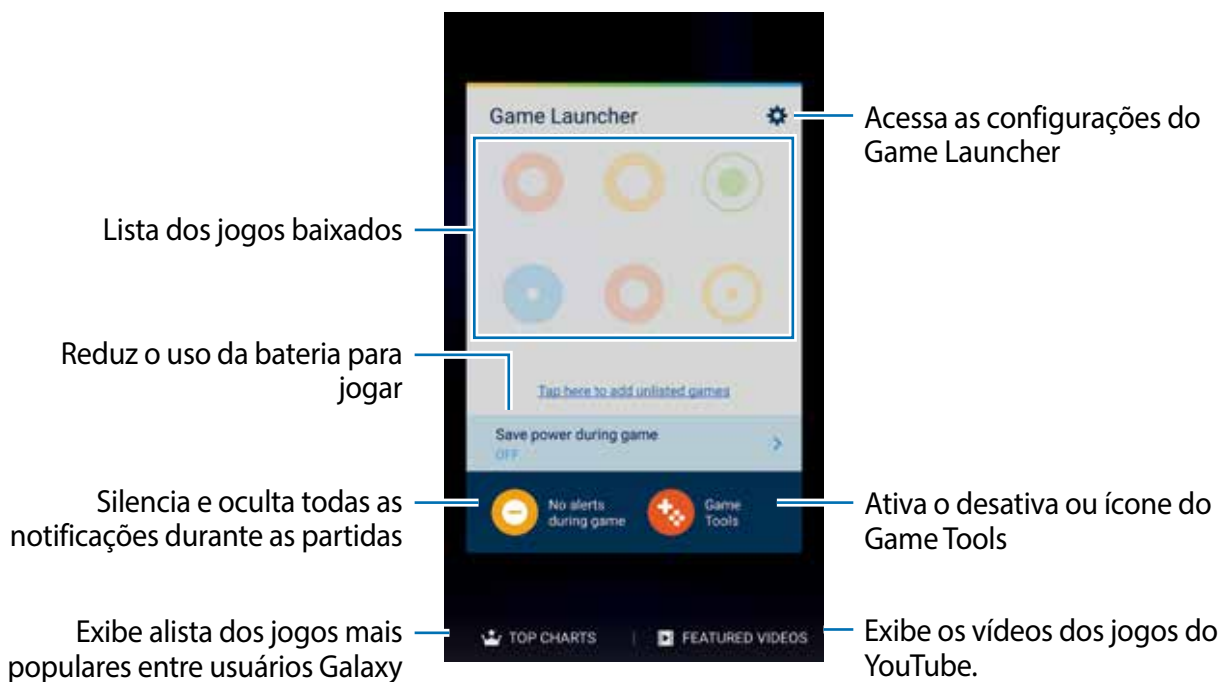 Game Launcher
Acessa as configurações do
Game Launcher
Lista dos jogos baixados
Reduz o uso da bateria para
jogar
Tap here to add unlisted games
Save power during game
OFF
Silencia e oculta todas as
notificações durante as partidas
No alerts
during game
Game
Tools
Ativa o desativa ou ícone do
Game Tools
Exibe alista dos jogos mais
populares entre usuários Galaxy
TOP CHARTS
FEATURED VIDEOS
Exibe os vídeos dos jogos do
YouTube.